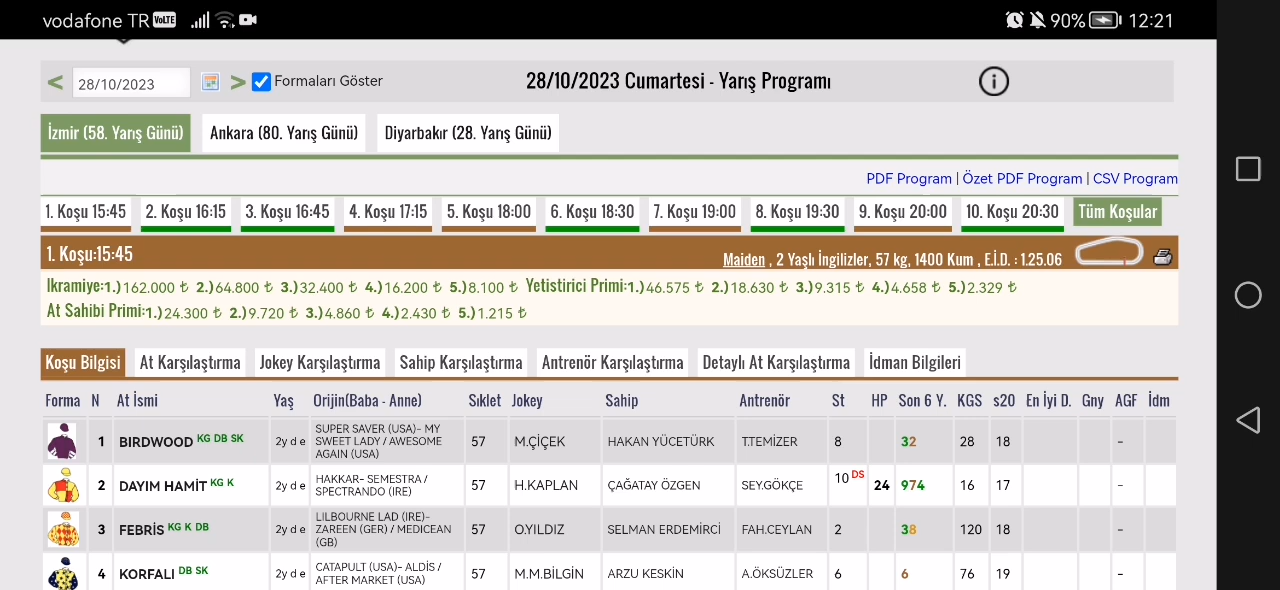 vodafone TR VoLTE 90% 12:21
< 28/10/2023 > Formaları Göster 28/10/2023 Cumartesi - Yarış Programı i
İzmir (58. Yarış Günü) Ankara (80. Yarış Günü) Diyarbakır (28. Yarış Günü)
PDF Program | Özet PDF Program | CSV Program
1. Koşu 15:45 2. Koşu 16:15 3. Koşu 16:45 4. Koşu 17:15 5. Koşu 18:00 6. Koşu 18:30 7. Koşu 19:00 8. Koşu 19:30 9. Koşu 20:00 10. Koşu 20:30 Tüm Koşular
1. Koşu:15:45 Maiden , 2 Yaşlı İngilizler, 57 kg, 1400 Kum , E.İ.D. : 1.25.06
Ikramiye:1.)162.000 ₺ 2.)64.800 ₺ 3.)32.400 ₺ 4.)16.200 ₺ 5.)8.100 ₺ Yetistirici Primi:1.)46.575 ₺ 2.)18.630 ₺ 3.)9.315 ₺ 4.)4.658 ₺ 5.)2.329 ₺
At Sahibi Primi:1.)24.300 ₺ 2.)9.720 ₺ 3.)4.860 ₺ 4.)2.430 ₺ 5.)1.215 ₺
Koşu Bilgisi At Karşılaştırma Jokey Karşılaştırma Sahip Karşılaştırma Antrenör Karşılaştırma Detaylı At Karşılaştırma İdman Bilgileri
Forma N At İsmi Yaş Orijin(Baba - Anne) Sıklet Jokey Sahip Antrenör St HP Son 6 Y. KGS s20 En İyi D. Gny AGF İdm
1 BIRDWOOD KG DB SK 2y d e SUPER SAVER (USA)- MY SWEET LADY / AWESOME AGAIN (USA) 57 M.ÇİÇEK HAKAN YÜCETÜRK T.TEMİZER 8 32 28 18 -
2 DAYIM HAMİT KG K 2y d e HAKKAR- SEMESTRA / SPECTRANDO (IRE) 57 H.KAPLAN ÇAĞATAY ÖZGEN SEY.GÖKÇE 10 DS 24 974 16 17 -
3 FEBRİS KG K DB 2y d e LILBOURNE LAD (IRE)- ZAREEN (GER) / MEDICEAN (GB) 57 O.YILDIZ SELMAN ERDEMİRCİ FAH.CEYLAN 2 38 120 18 -
4 KORFALI DB SK 2y d e CATAPULT (USA)- ALDİS / AFTER MARKET (USA) 57 M.M.BİLGİN ARZU KESKİN A.ÖKSÜZLER 6 6 76 19 -